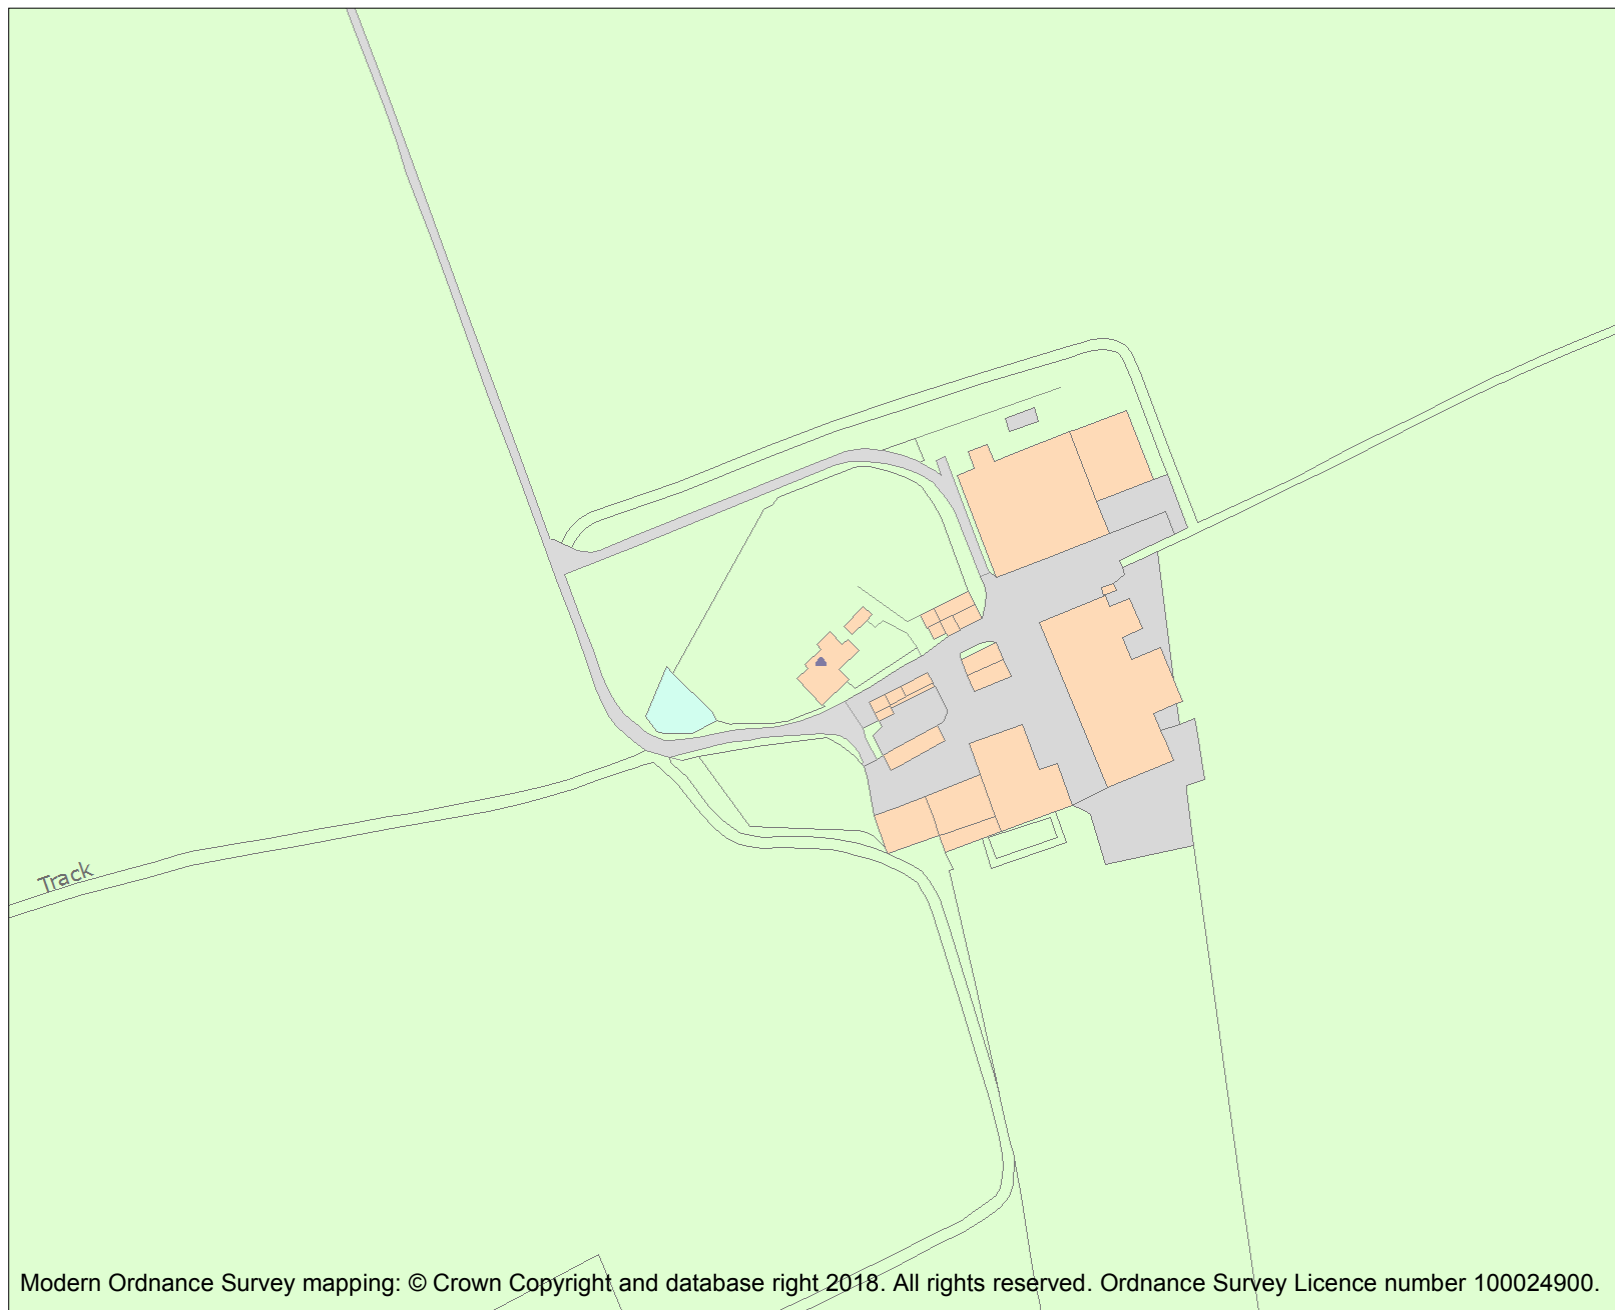 Track
Modern Ordnance Survey mapping: © Crown Copyright and database right 2018. All rights reserved. Ordnance Survey Licence number 100024900.